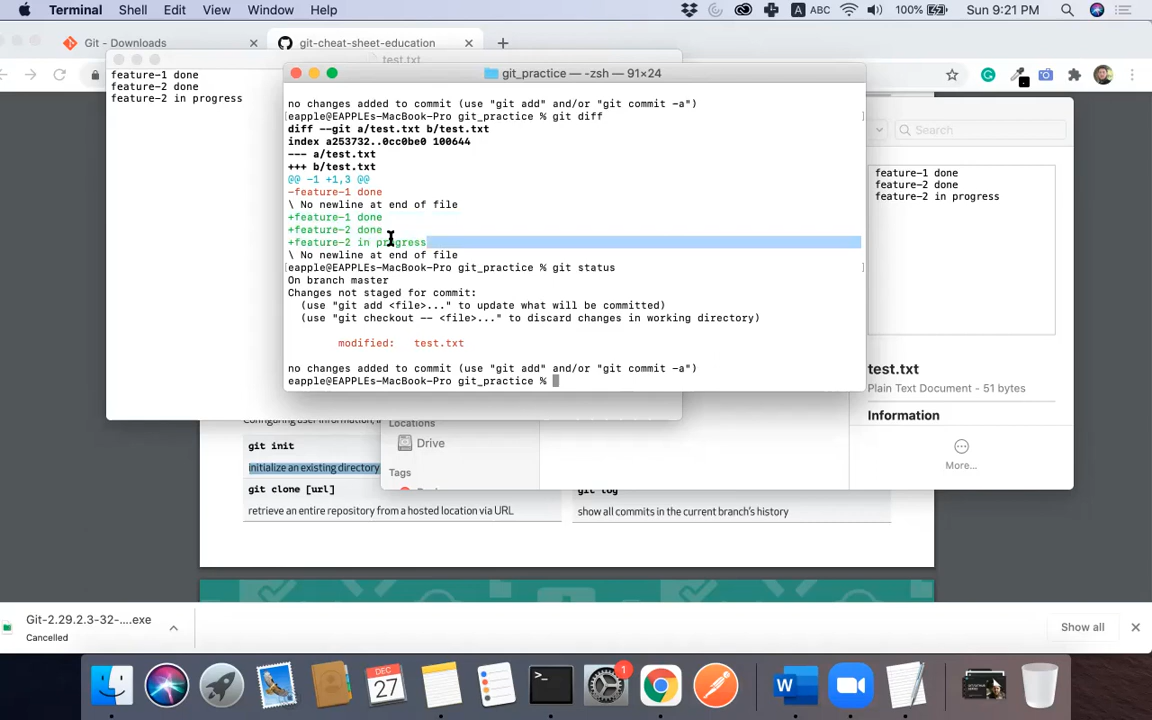 Terminal Shell Edit View Window Help
A ABC 100% Sun 9:21 PM
Git - Downloads
git-cheat-sheet-education
test.txt
feature-1 done
feature-2 done
feature-2 in progress
git_practice — -zsh — 91×24
no changes added to commit (use "git add" and/or "git commit -a")
eapple@EAPPLEs-MacBook-Pro git_practice % git diff
diff --git a/test.txt b/test.txt
index a253732..0cc0be0 100644
--- a/test.txt
+++ b/test.txt
@@ -1 +1,3 @@
-feature-1 done
\ No newline at end of file
+feature-1 done
+feature-2 done
+feature-2 in progress
\ No newline at end of file
eapple@EAPPLEs-MacBook-Pro git_practice % git status
On branch master
Changes not staged for commit:
(use "git add <file>..." to update what will be committed)
(use "git checkout -- <file>..." to discard changes in working directory)
modified: test.txt
no changes added to commit (use "git add" and/or "git commit -a")
eapple@EAPPLEs-MacBook-Pro git_practice %
Search
feature-1 done
feature-2 done
feature-2 in progress
test.txt
Plain Text Document - 51 bytes
Information
More...
Locations
Drive
Tags
Configuring user information,
git init
initialize an existing directory
git clone [url]
retrieve an entire repository from a hosted location via URL
git log
show all commits in the current branch's history
Git-2.29.2.3-32-....exe
Cancelled
Show all
DEC
27
1
W